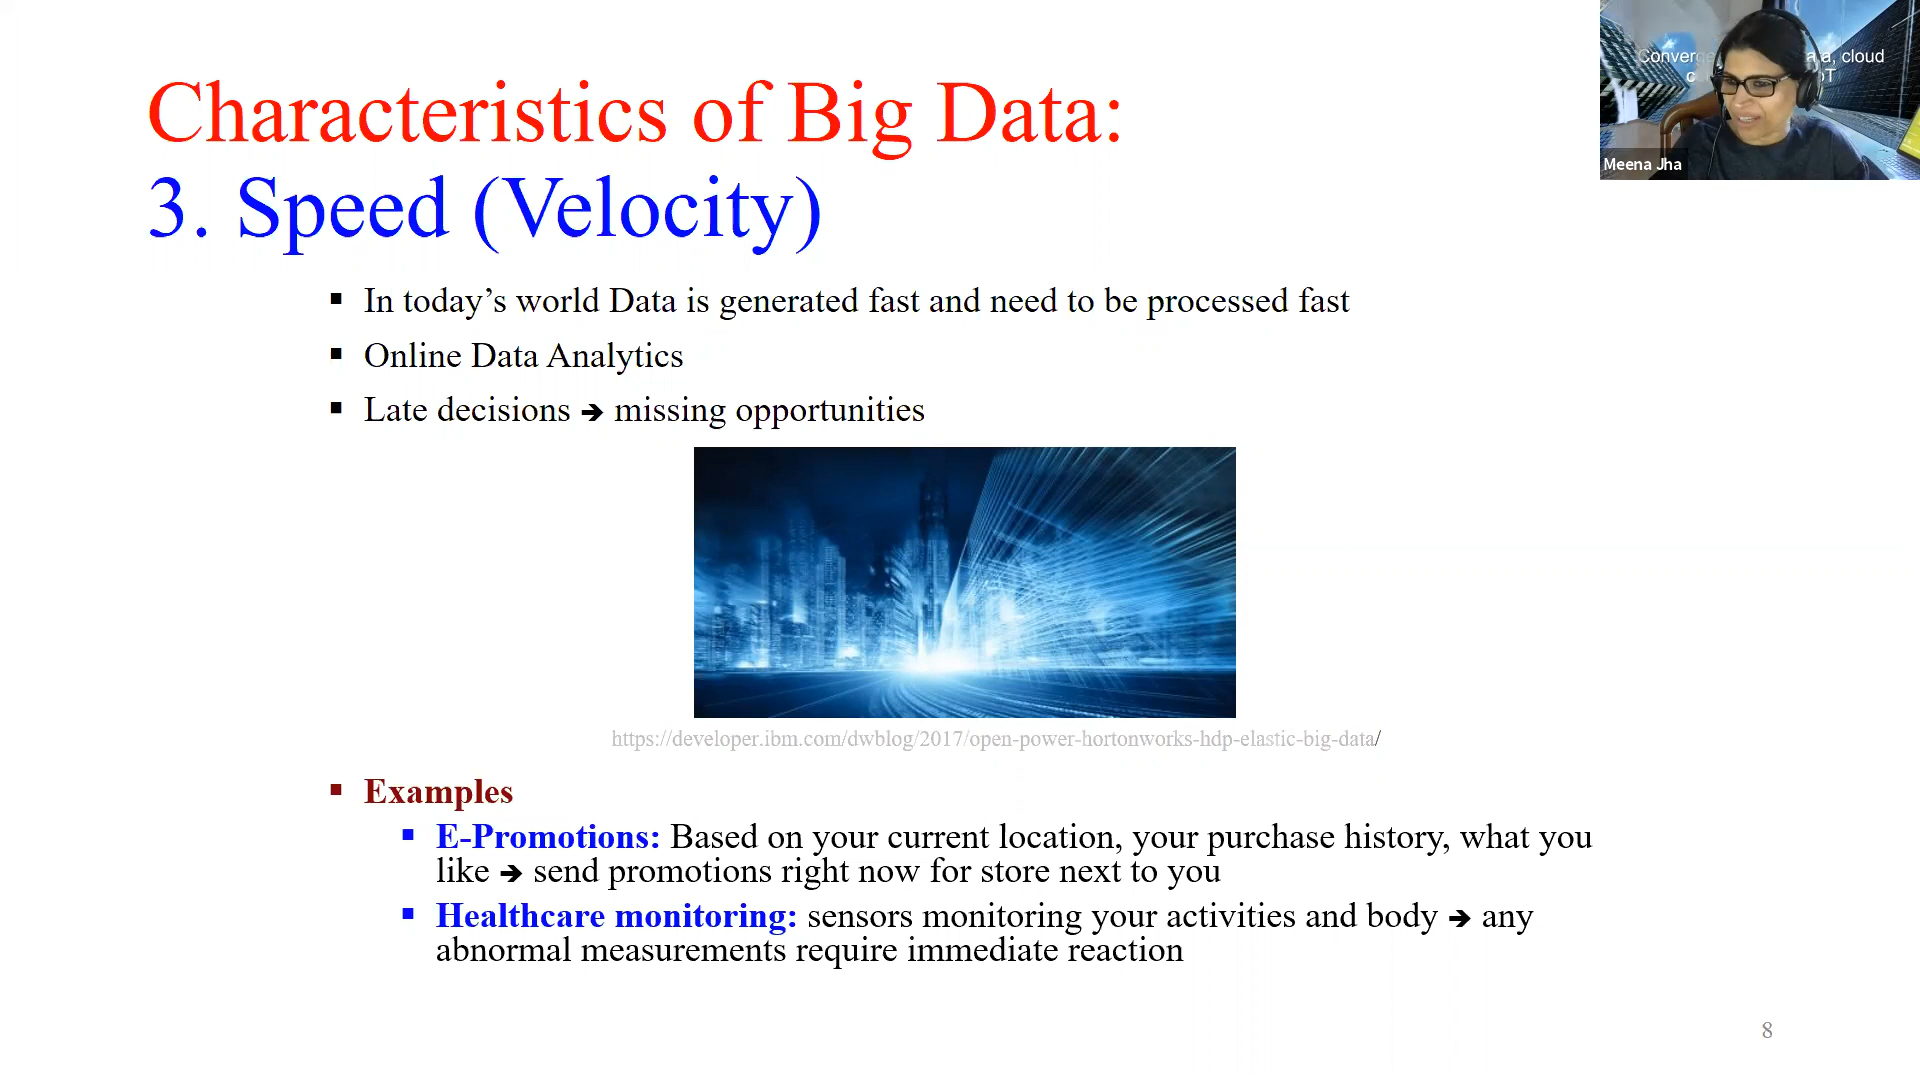 Characteristics of Big Data:
3. Speed (Velocity)
Conver a, cloud
Meena Jha
▪ In today’s world Data is generated fast and need to be processed fast
▪ Online Data Analytics
▪ Late decisions ➔ missing opportunities
https://developer.ibm.com/dwblog/2017/open-power-hortonworks-hdp-elastic-big-data/
▪ Examples
▪ E-Promotions: Based on your current location, your purchase history, what you
like ➔ send promotions right now for store next to you
▪ Healthcare monitoring: sensors monitoring your activities and body ➔ any
abnormal measurements require immediate reaction
8